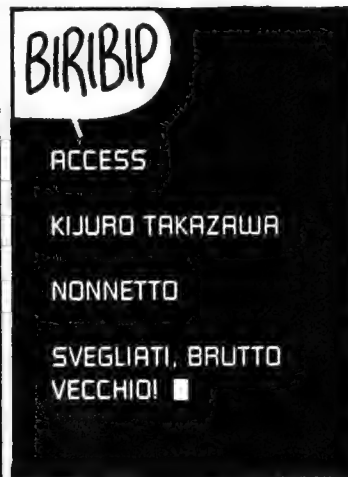 BIRIBIP
ACCESS
KIJURO TAKAZAWA
NONNETTO
SVEGLIATI, BRUTTO
VECCHIO!